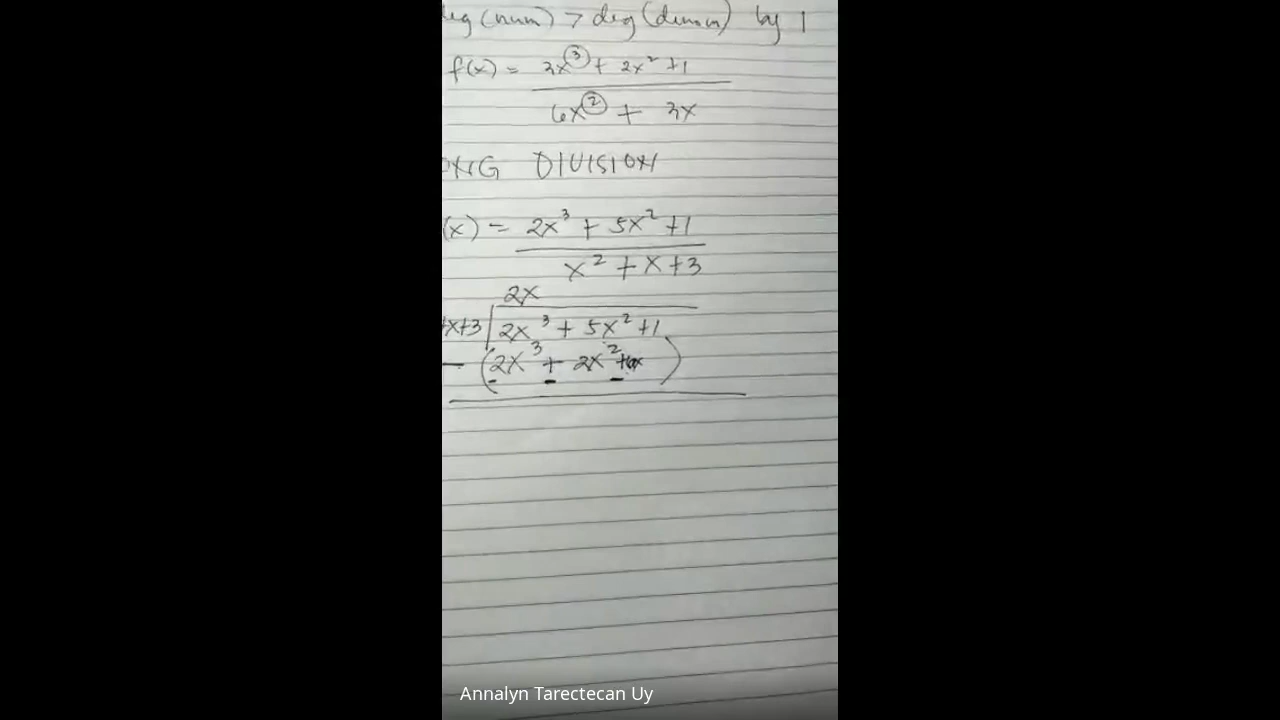 deg (num) > deg (denom) by 1
f(x) = 3x³ + 2x² + 1
6x² + 3x
ONG DIVISION
(x) = 2x³ + 5x² + 1
x² + x + 3
2x
+x+3 2x³ + 5x² + 1
- (2x³ + 2x² + 6x)
Annalyn Tarectecan Uy